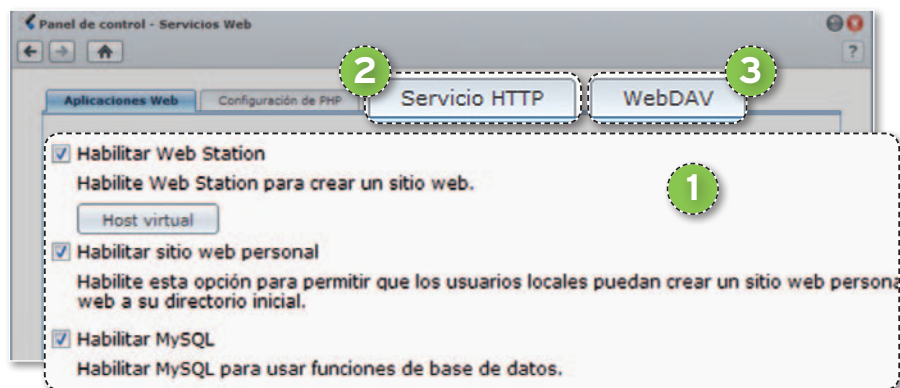 Panel de control - Servicios Web
?
2
3
Aplicaciones Web Configuración de PHP Servicio HTTP WebDAV
Habilitar Web Station
1
Habilite Web Station para crear un sitio web.
Host virtual
Habilitar sitio web personal
Habilite esta opción para permitir que los usuarios locales puedan crear un sitio web persona
web a su directorio inicial.
Habilitar MySQL
Habilitar MySQL para usar funciones de base de datos.